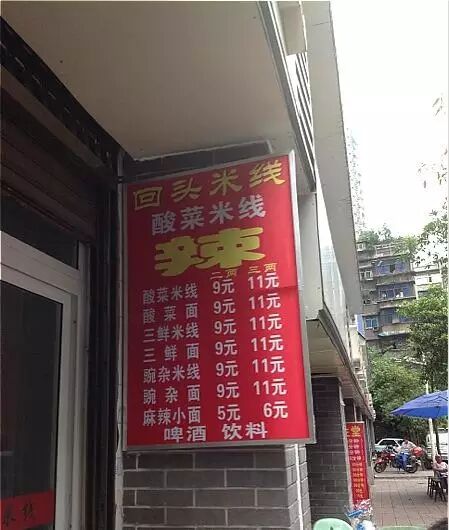 回头米线
酸菜米线
辣
二两 三两
酸菜米线 9元 11元
酸菜面 9元 11元
三鲜米线 9元 11元
三鲜面 9元 11元
豌杂米线 9元 11元
豌杂面 9元 11元
麻辣小面 5元 6元
啤酒 饮料
米线